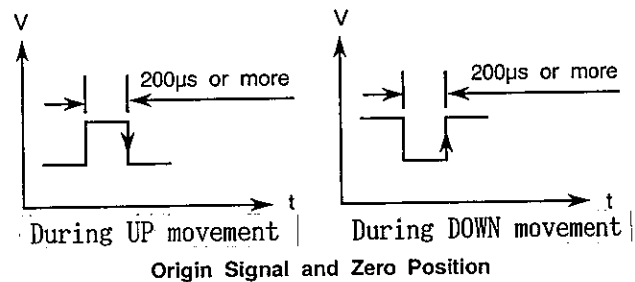 V
V
200µs or more
200µs or more
t
t
During UP movement
During DOWN movement
Origin Signal and Zero Position